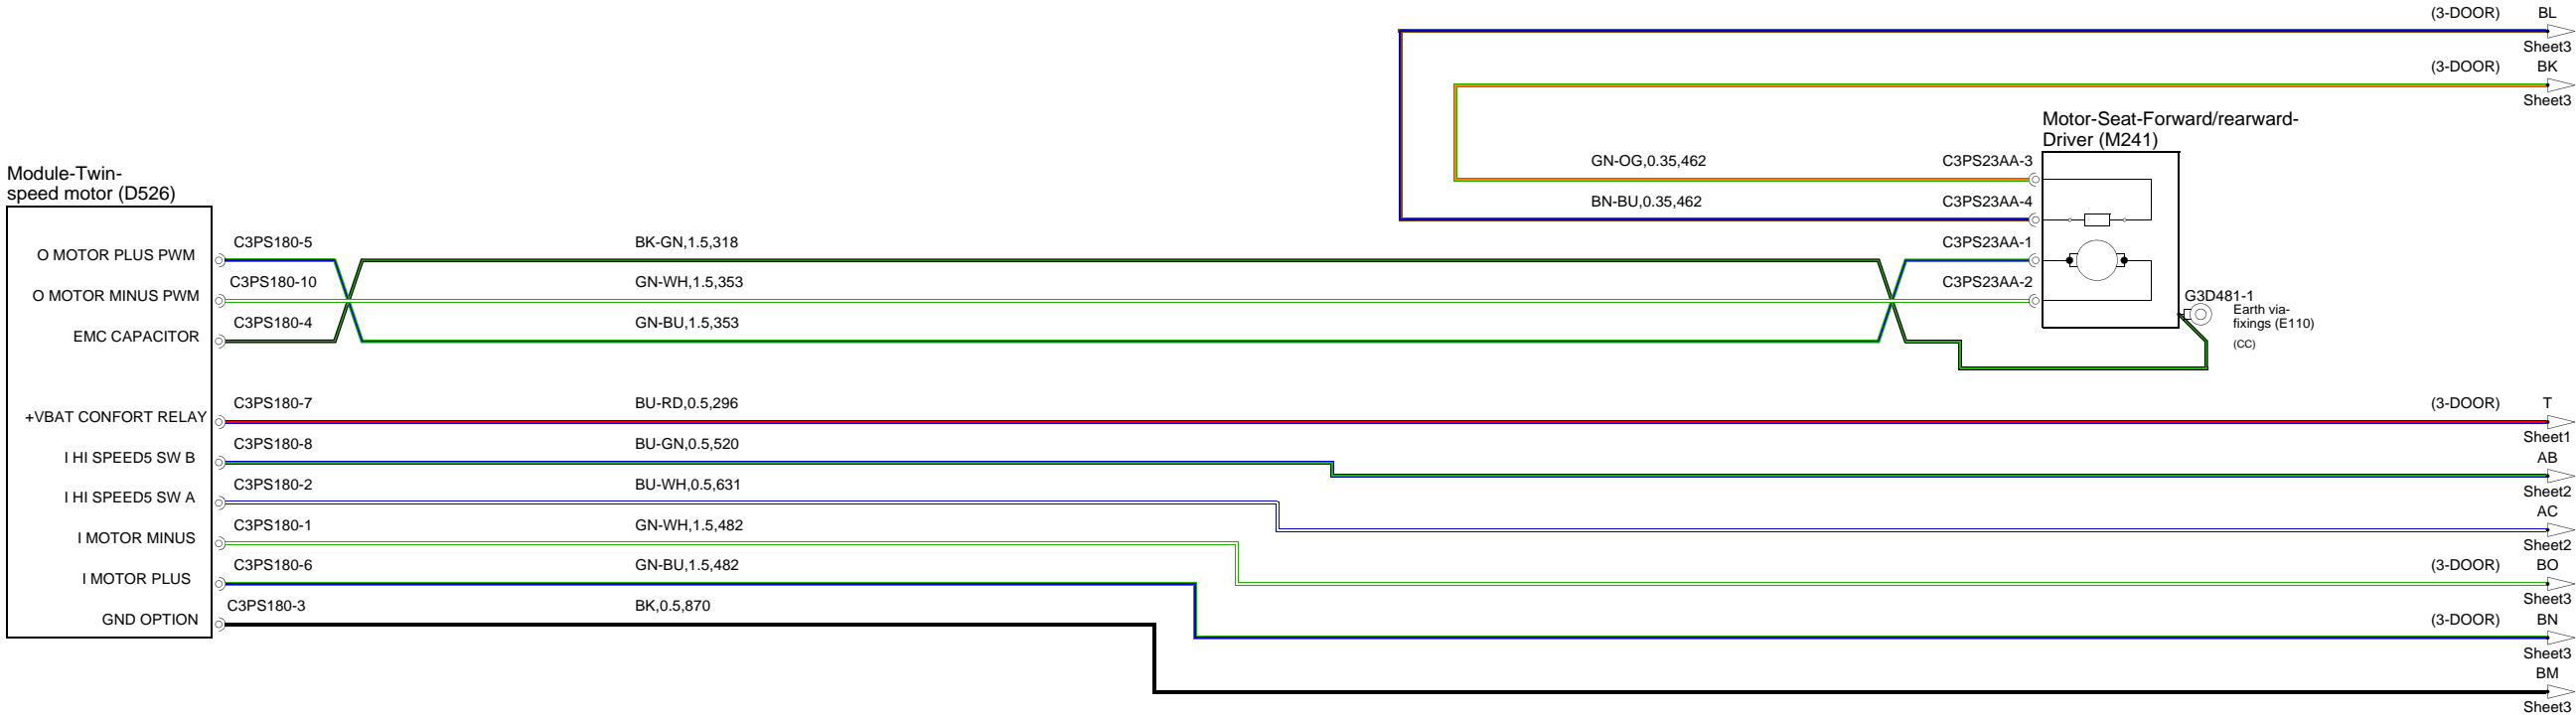 (3-DOOR) BL
Sheet3
(3-DOOR) BK
Sheet3
Motor-Seat-Forward/rearward-
Driver (M241)
GN-OG,0.35,462 C3PS23AA-3
Module-Twin-
speed motor (D526)
BN-BU,0.35,462 C3PS23AA-4
O MOTOR PLUS PWM C3PS180-5 BK-GN,1.5,318 C3PS23AA-1
O MOTOR MINUS PWM C3PS180-10 GN-WH,1.5,353 C3PS23AA-2
G3D481-1
Earth via-
fixings (E110)
(CC)
EMC CAPACITOR C3PS180-4 GN-BU,1.5,353
+VBAT CONFORT RELAY C3PS180-7 BU-RD,0.5,296 (3-DOOR) T
Sheet1
I HI SPEED5 SW B C3PS180-8 BU-GN,0.5,520 AB
Sheet2
I HI SPEED5 SW A C3PS180-2 BU-WH,0.5,631 AC
Sheet2
I MOTOR MINUS C3PS180-1 GN-WH,1.5,482 (3-DOOR) BO
Sheet3
I MOTOR PLUS C3PS180-6 GN-BU,1.5,482 (3-DOOR) BN
Sheet3
GND OPTION C3PS180-3 BK,0.5,870 BM
Sheet3